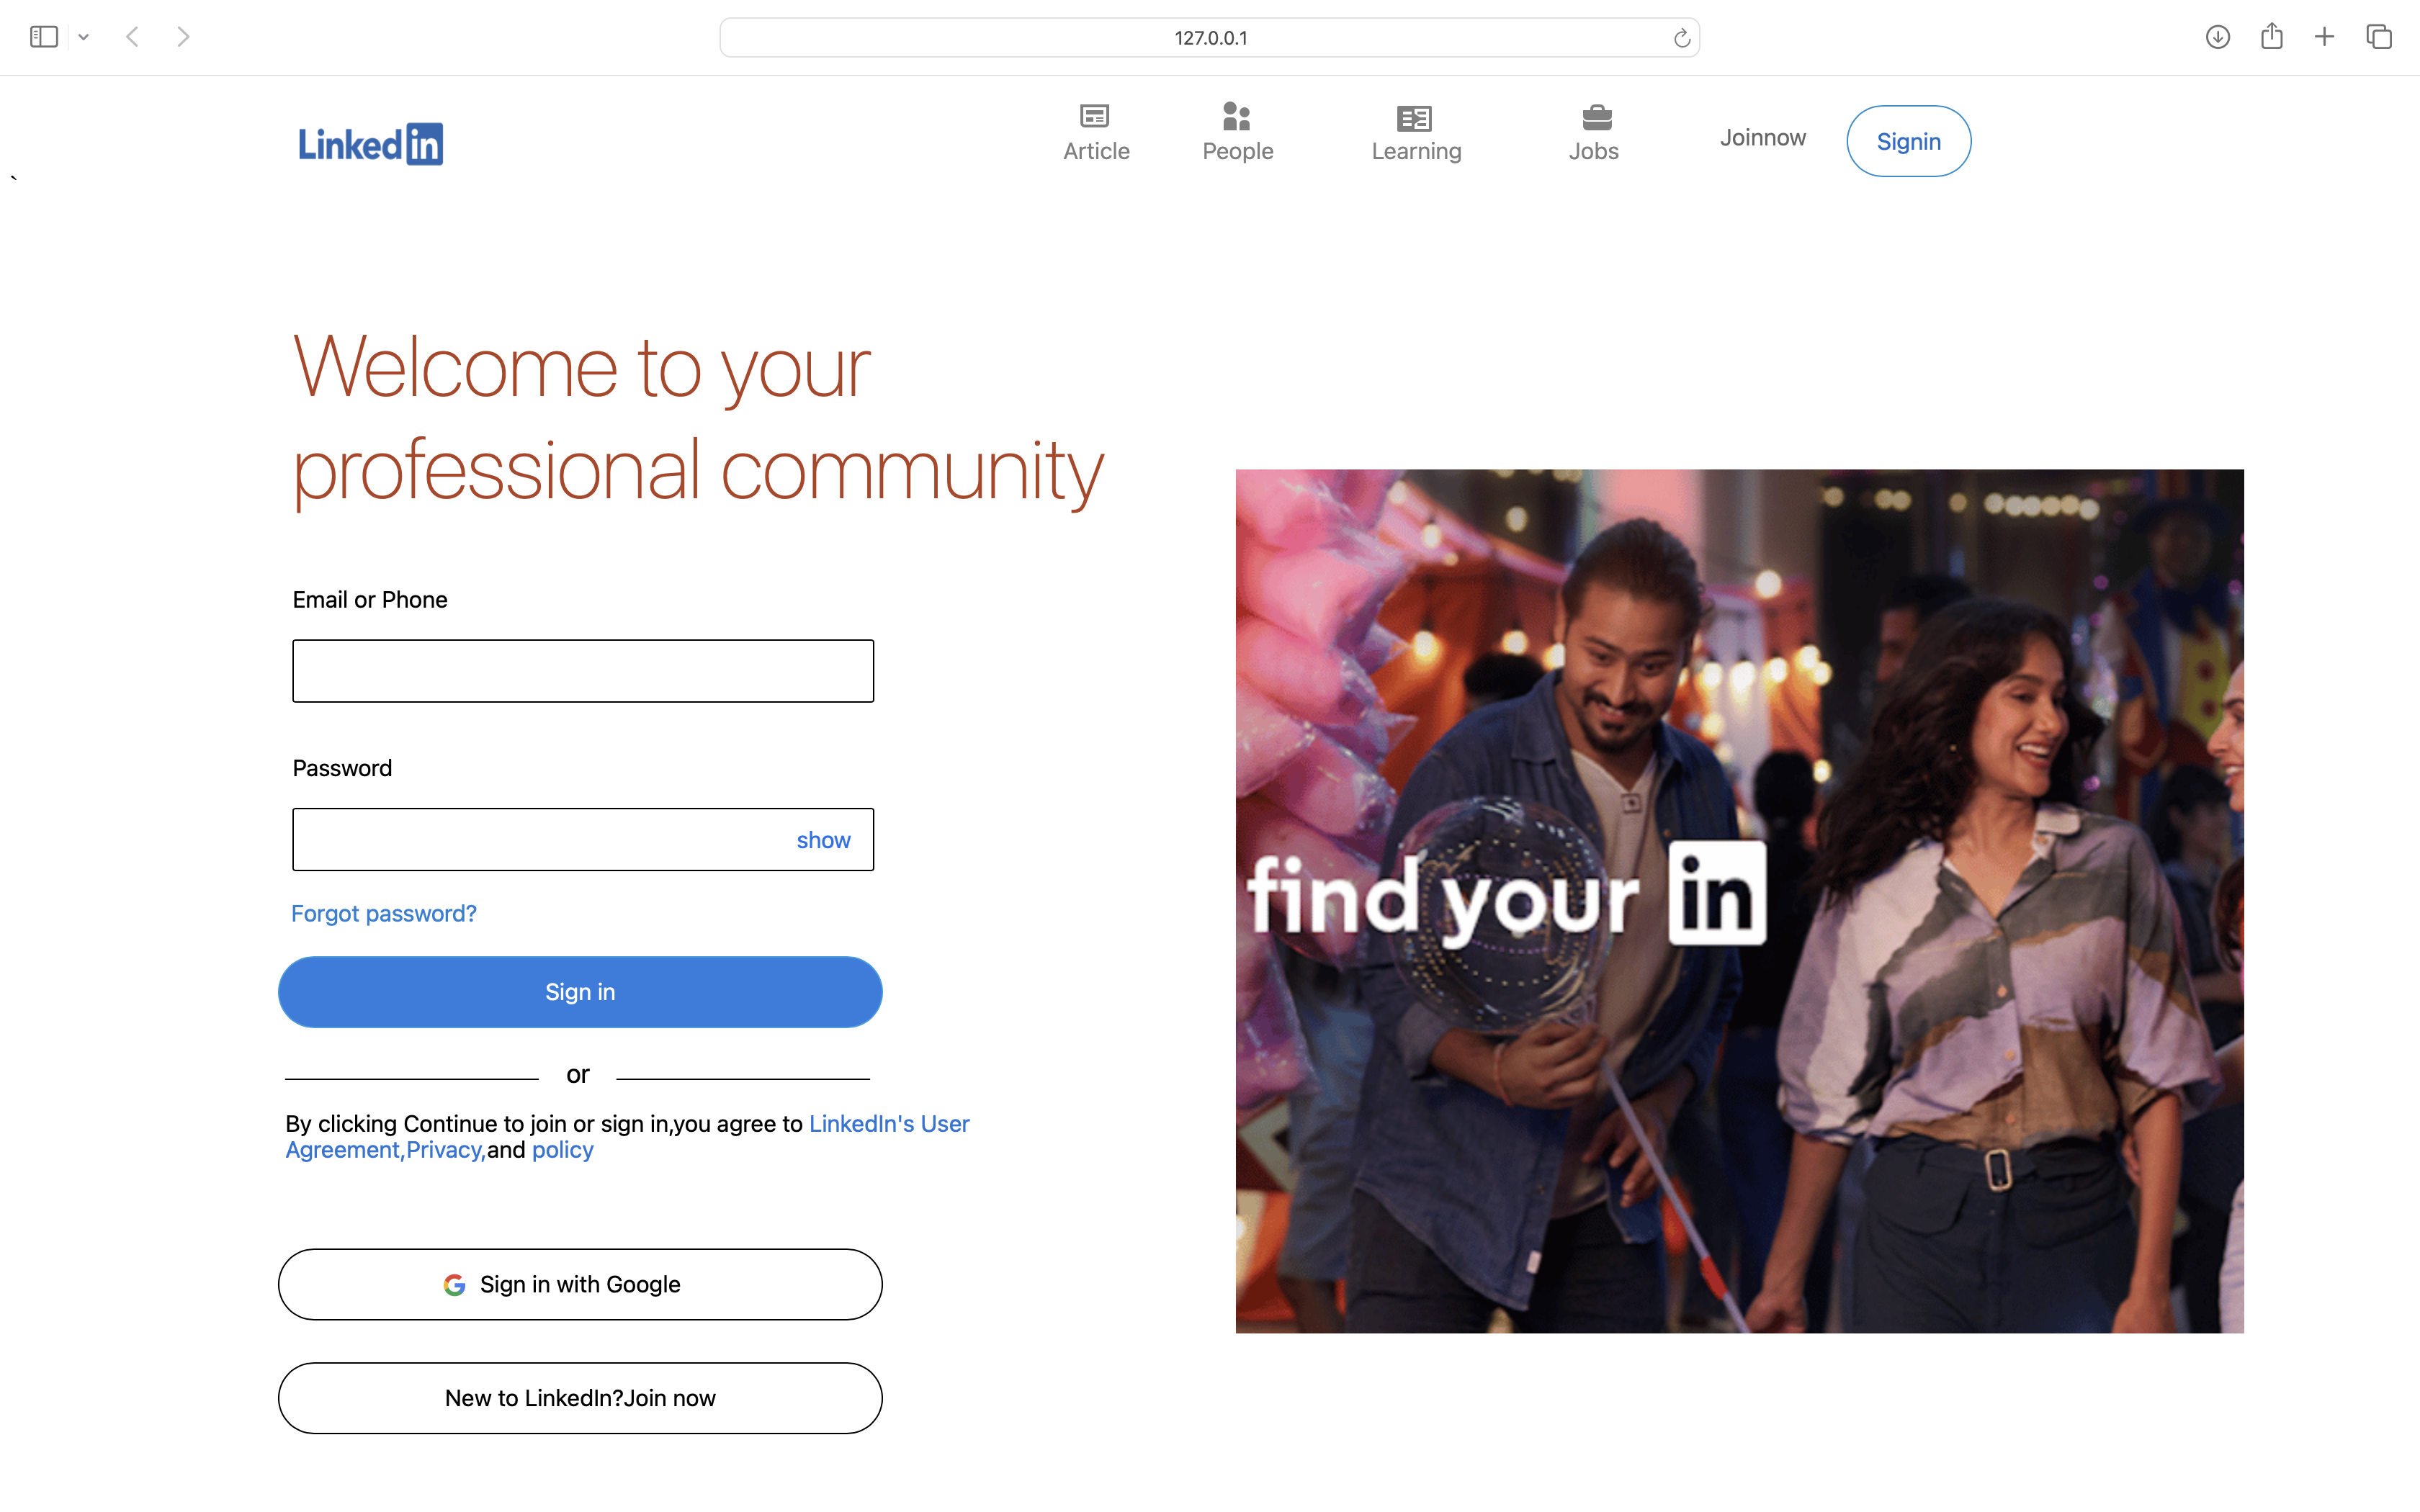 127.0.0.1
Linked in
Article
People
Learning
Jobs
Joinnow
Signin
`
Welcome to your
professional community
Email or Phone
Password
show
Forgot password?
Sign in
or
By clicking Continue to join or sign in,you agree to LinkedIn's User
Agreement,Privacy,and policy
Sign in with Google
New to LinkedIn?Join now
find your in